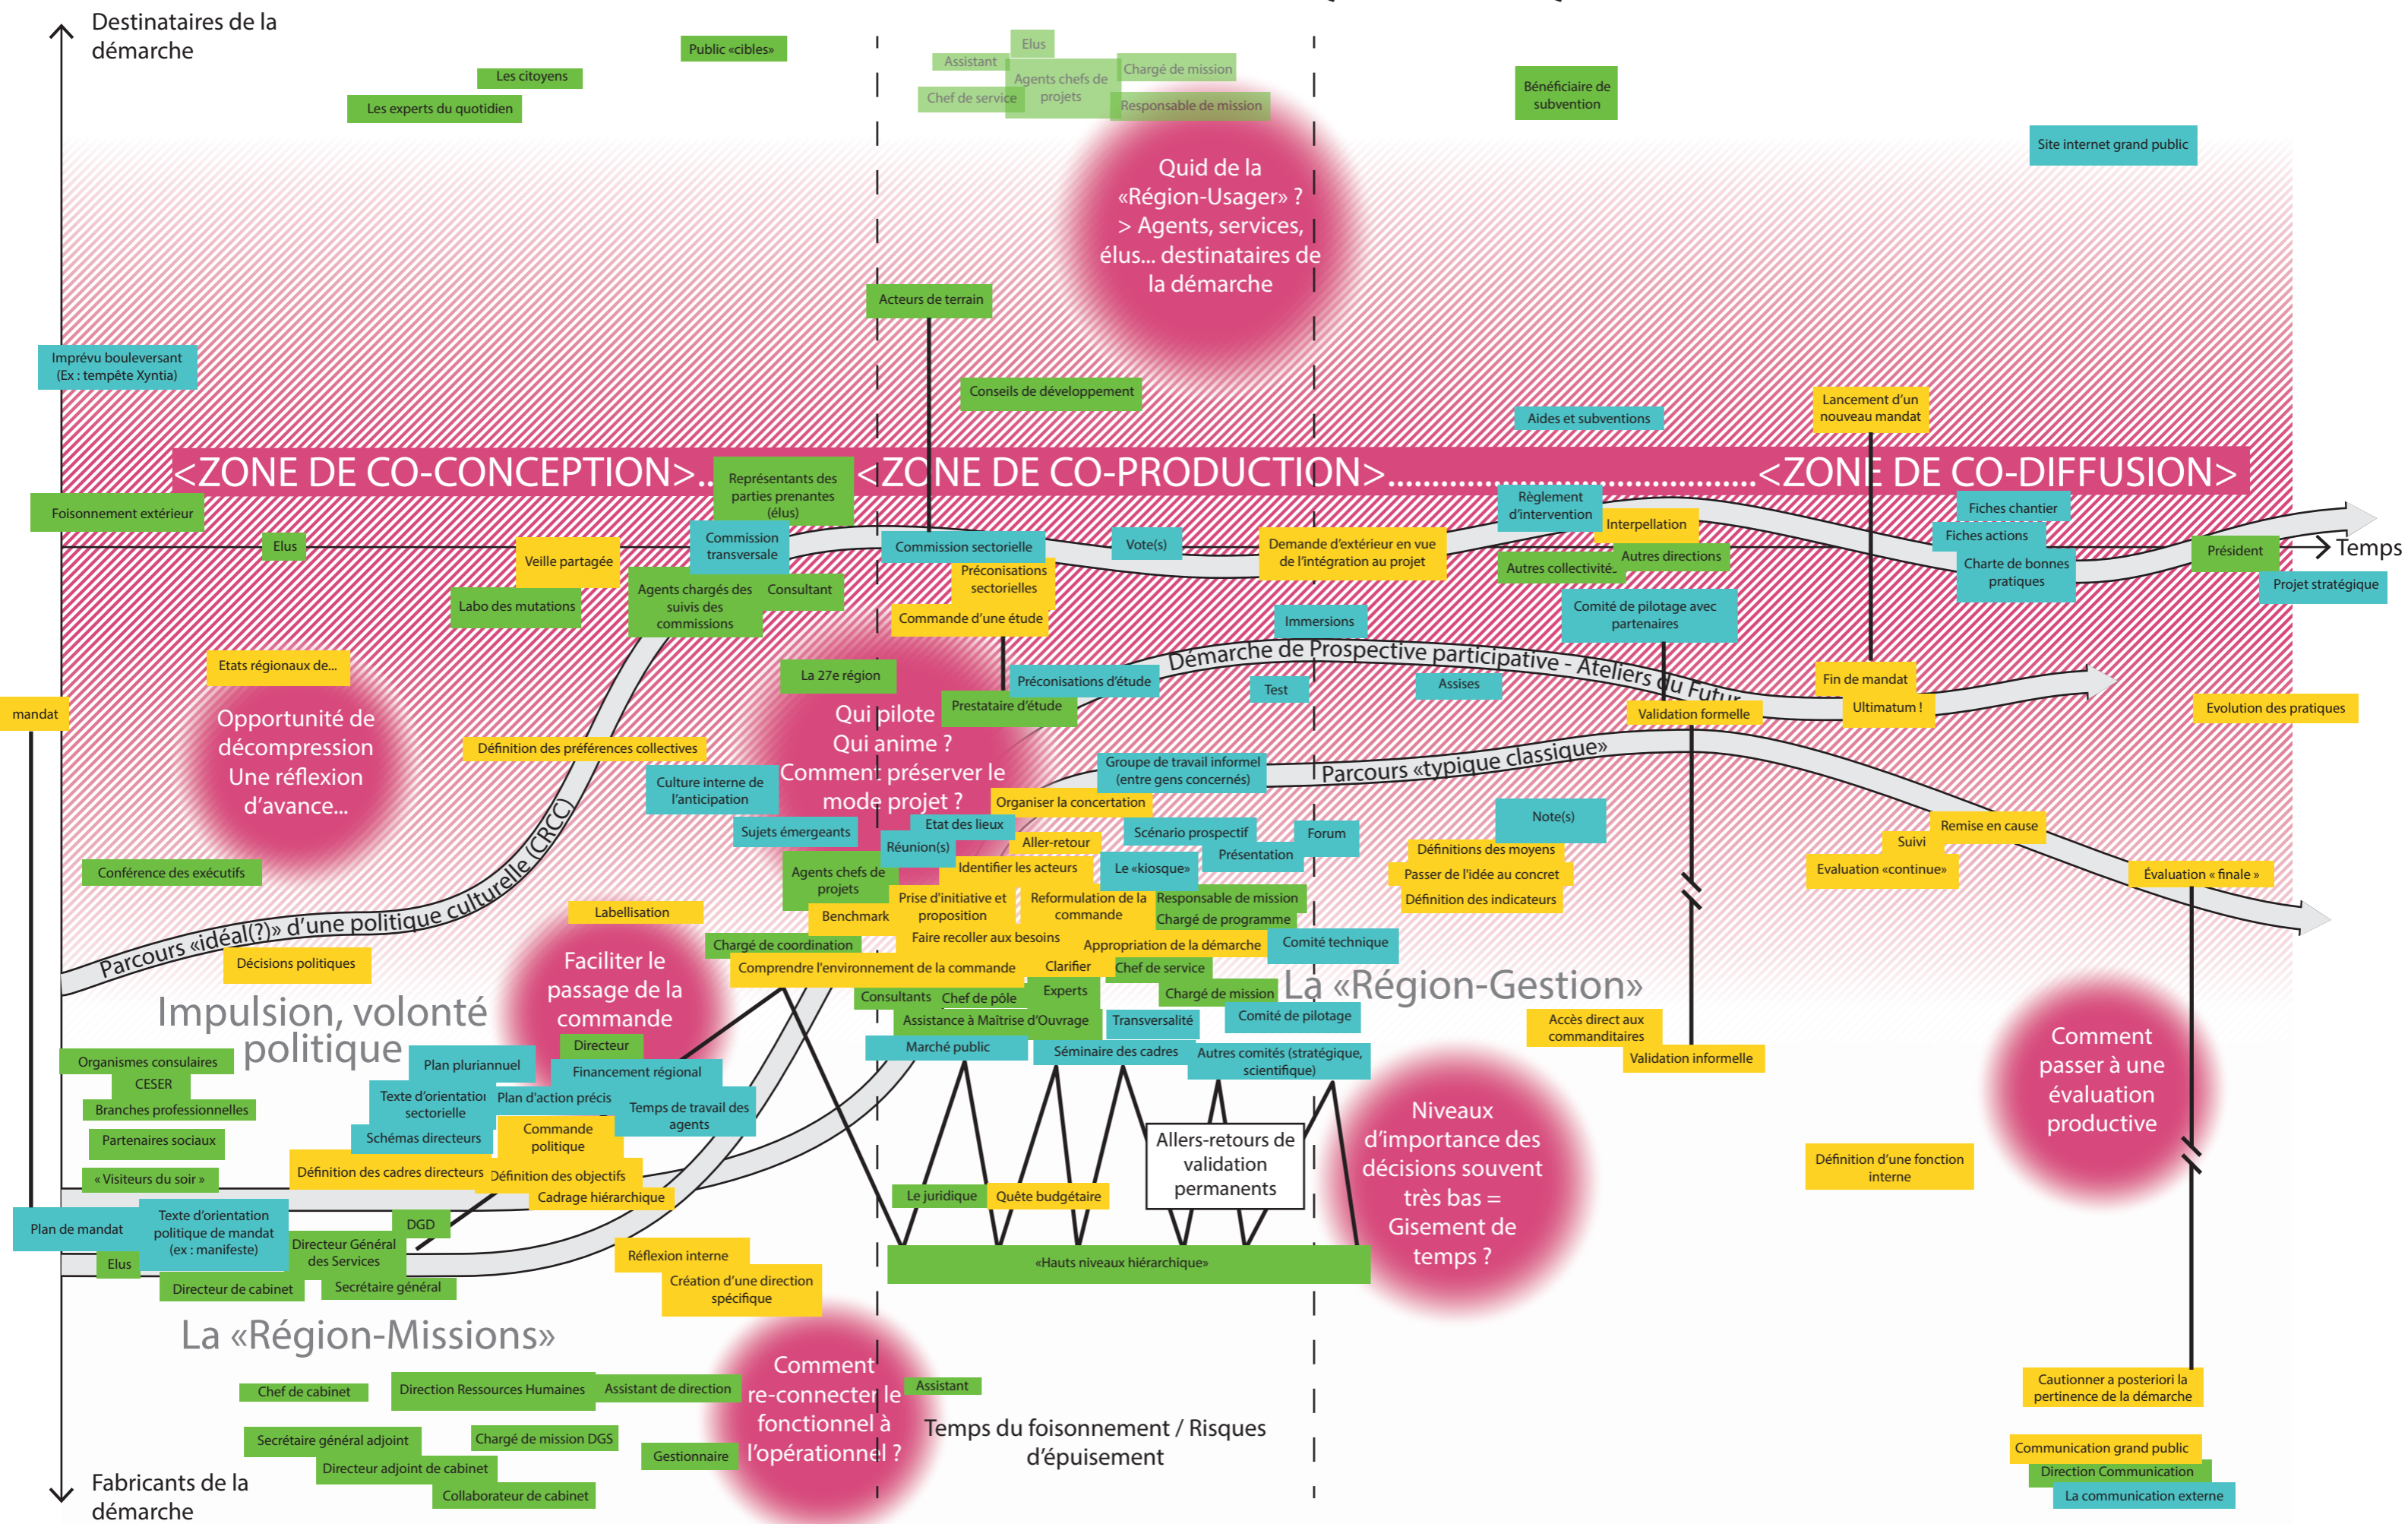 Destinataires de la
démarche
Public «cibles»
Les citoyens
Les experts du quotidien
Elus
Assistant
Agents chefs de
projets
Chargé de mission
Chef de service
Responsable de mission
Bénéficiaire de
subvention
Site internet grand public
Quid de la
«Région-Usager» ?
> Agents, services,
élus... destinataires de
la démarche
Acteurs de terrain
Imprévu bouleversant
(Ex : tempête Xyntia)
Conseils de développement
Aides et subventions
Lancement d'un
nouveau mandat
<ZONE DE CO-CONCEPTION>..
<ZONE DE CO-PRODUCTION>..........................................<ZONE DE CO-DIFFUSION>
Représentants des
parties prenantes
(élus)
Foisonnement extérieur
Elus
Veille partagée
Commission
transversale
Commission sectorielle
Vote(s)
Demande d'extérieur en vue
de l'intégration au projet
Règlement
d'intervention
Interpellation
Autres directions
Autres collectivités
Fiches chantier
Fiches actions
Charte de bonnes
pratiques
Président
Temps
Projet stratégique
Labo des mutations
Agents chargés des
suivis des
commissions
Consultant
Préconisations
sectorielles
Commande d'une étude
Immersions
Comité de pilotage avec
partenaires
Etats régionaux de...
La 27e région
Préconisations d'étude
Prestataire d'étude
Démarche de Prospective participative - Ateliers du Futur
Test
Assises
Validation formelle
Fin de mandat
Ultimatum !
Evolution des pratiques
mandat
Opportunité de
décompression
Une réflexion
d'avance...
Définition des préférences collectives
Qui pilote
Qui anime ?
Comment préserver le
mode projet ?
Culture interne de
l'anticipation
Groupe de travail informel
(entre gens concernés)
Parcours «typique classique»
Organiser la concertation
Sujets émergeants
Etat des lieux
Réunion(s)
Aller-retour
Scénario prospectif
Forum
Présentation
Note(s)
Définitions des moyens
Passer de l'idée au concret
Définition des indicateurs
Remise en cause
Suivi
Evaluation «continue»
Évaluation « finale »
Conférence des exécutifs
Agents chefs de
projets
Identifier les acteurs
Le «kiosque»
Parcours «idéal(?)» d'une politique culturelle (CRCC)
Labellisation
Benchmark
Prise d'initiative et
proposition
Reformulation de la
commande
Responsable de mission
Chargé de programme
Chargé de coordination
Faire recoller aux besoins
Appropriation de la démarche
Comité technique
Décisions politiques
Faciliter le
passage de la
commande
Comprendre l'environnement de la commande
Clarifier
Chef de service
La «Région-Gestion»
Impulsion, volonté
politique
Consultants
Chef de pôle
Experts
Chargé de mission
Assistance à Maîtrise d'Ouvrage
Transversalité
Comité de pilotage
Accès direct aux
commanditaires
Validation informelle
Comment
passer à une
évaluation
productive
Organismes consulaires
CESER
Branches professionnelles
Partenaires sociaux
« Visiteurs du soir »
Directeur
Plan pluriannuel
Financement régional
Texte d'orientation
sectorielle
Plan d'action précis
Temps de travail des
agents
Schémas directeurs
Commande
politique
Marché public
Séminaire des cadres
Autres comités (stratégique,
scientifique)
Niveaux
d'importance des
décisions souvent
très bas =
Gisement de
temps ?
Allers-retours de
validation
permanents
Définition d'une fonction
interne
Définition des cadres directeurs
Définition des objectifs
Cadrage hiérarchique
Le juridique
Quête budgétaire
Plan de mandat
Texte d'orientation
politique de mandat
(ex : manifeste)
DGD
Directeur Général
des Services
Elus
Directeur de cabinet
Secrétaire général
Réflexion interne
Création d'une direction
spécifique
«Hauts niveaux hiérarchique»
La «Région-Missions»
Comment
re-connecter le
fonctionnel à
l'opérationnel ?
Chef de cabinet
Direction Ressources Humaines
Assistant de direction
Assistant
Secrétaire général adjoint
Chargé de mission DGS
Gestionnaire
Directeur adjoint de cabinet
Collaborateur de cabinet
Temps du foisonnement / Risques
d'épuisement
Cautionner a posteriori la
pertinence de la démarche
Communication grand public
Direction Communication
La communication externe
Fabricants de la
démarche